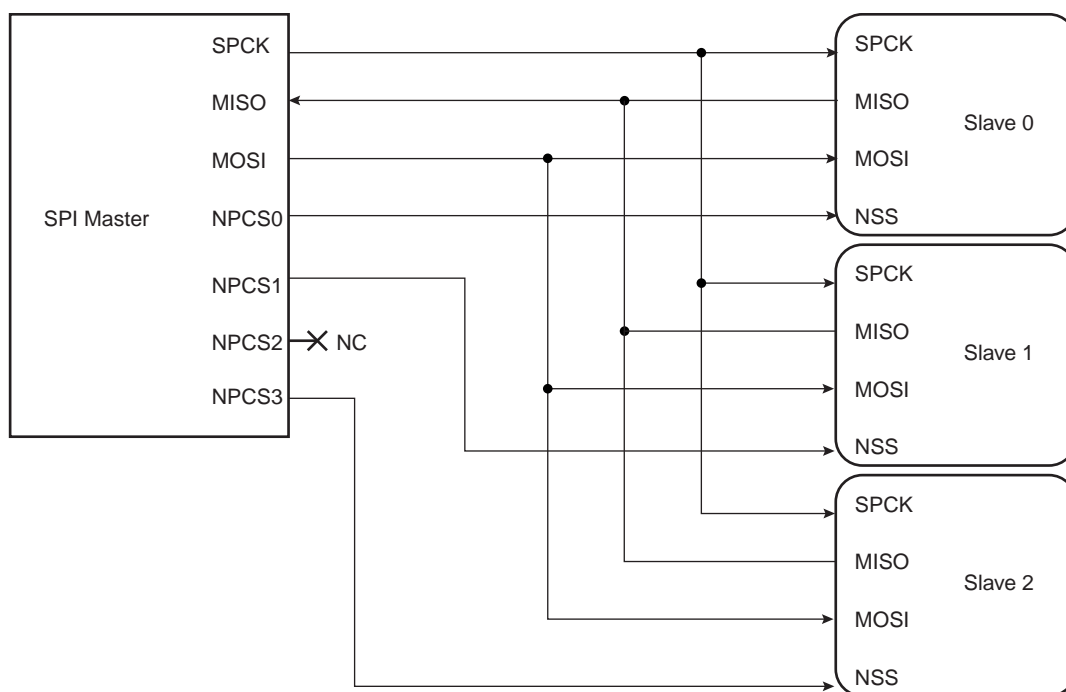 SPI Master
SPCK
MISO
MOSI
NPCS0
NPCS1
NPCS2
NC
NPCS3
SPCK
MISO
Slave 0
MOSI
NSS
SPCK
MISO
Slave 1
MOSI
NSS
SPCK
MISO
Slave 2
MOSI
NSS